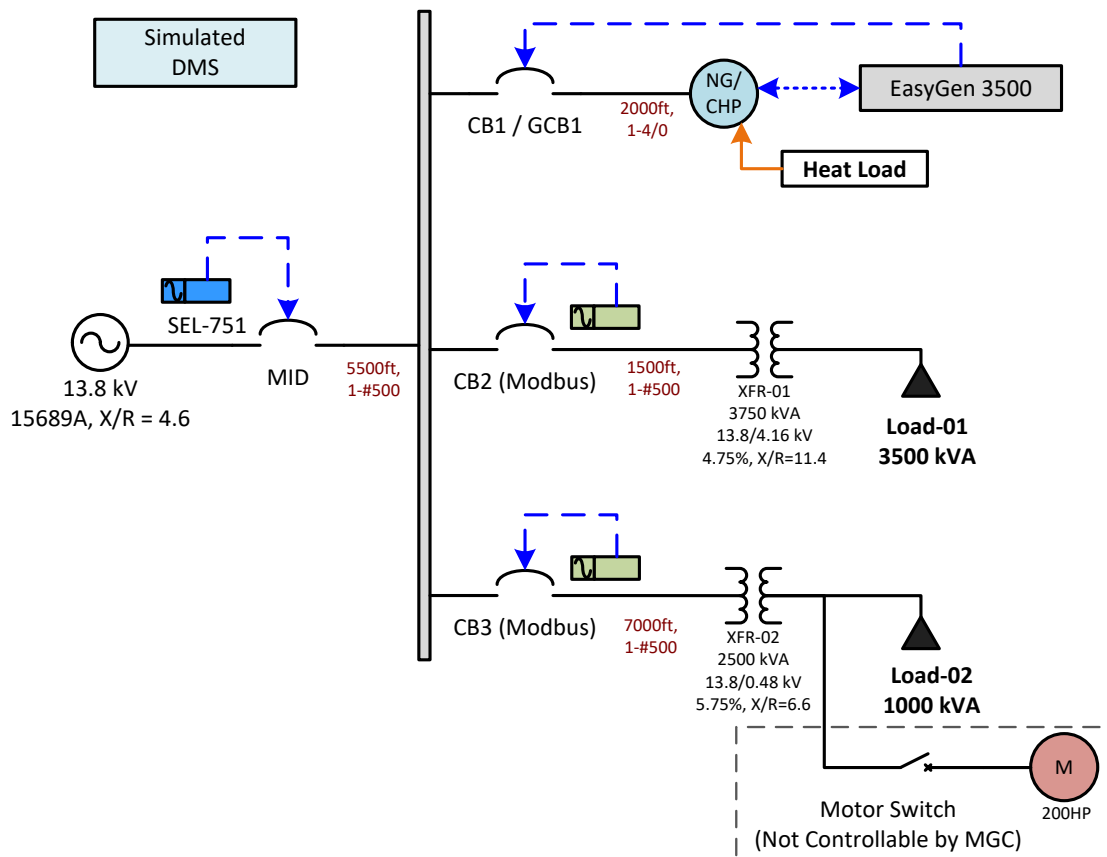 Simulated
DMS
CB1 / GCB1
2000ft,
1-4/0
NG/
CHP
EasyGen 3500
Heat Load
SEL-751
13.8 kV
15689A, X/R = 4.6
MID
5500ft,
1-#500
CB2 (Modbus)
1500ft,
1-#500
XFR-01
3750 kVA
13.8/4.16 kV
4.75%, X/R=11.4
Load-01
3500 kVA
CB3 (Modbus)
7000ft,
1-#500
XFR-02
2500 kVA
13.8/0.48 kV
5.75%, X/R=6.6
Load-02
1000 kVA
M
200HP
Motor Switch
(Not Controllable by MGC)